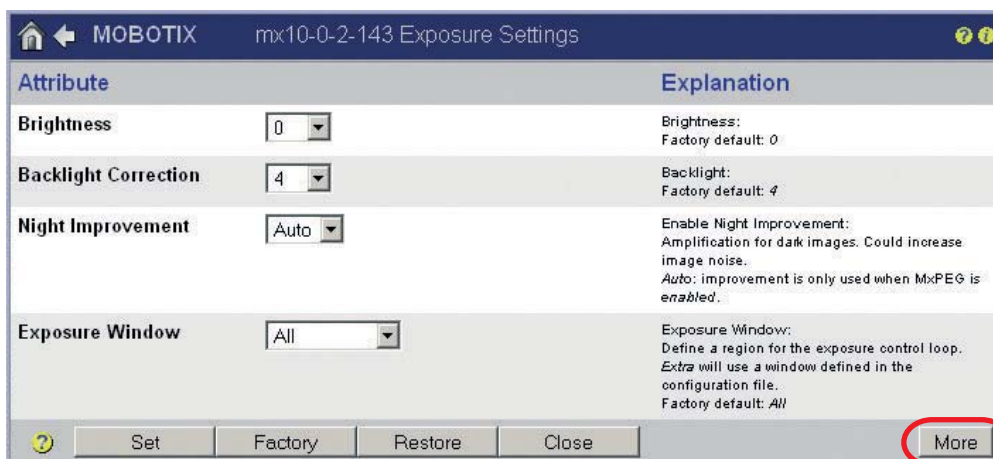 MOBOTIX mx10-0-2-143 Exposure Settings ? i
Attribute Explanation
Brightness 0 Brightness:
Factory default: 0
Backlight Correction 4 Backlight:
Factory default: 4
Night Improvement Auto Enable Night Improvement:
Amplification for dark images. Could increase
image noise.
Auto: improvement is only used when MxPEG is
enabled.
Exposure Window All Exposure Window:
Define a region for the exposure control loop.
Extra will use a window defined in the
configuration file.
Factory default: All
? Set Factory Restore Close More